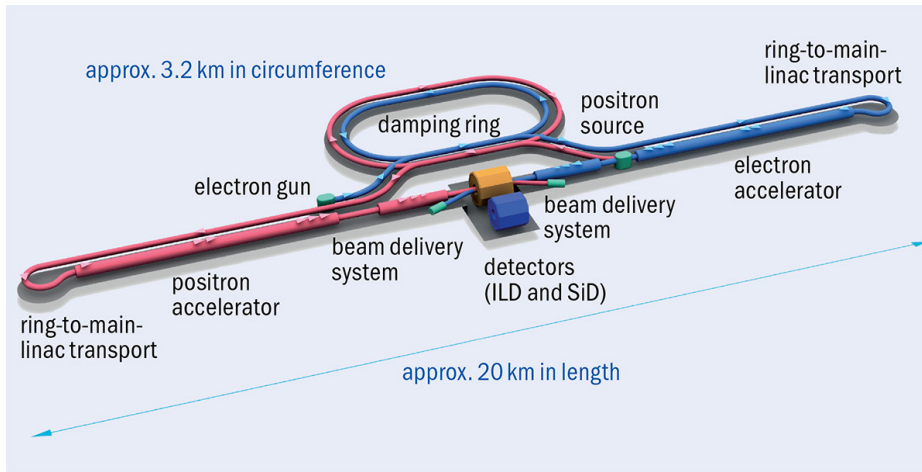 approx. 3.2 km in circumference
ring-to-main-
linac transport
damping ring
positron
source
electron gun
electron
accelerator
beam delivery
system
beam delivery
system
positron
accelerator
detectors
(ILD and SiD)
ring-to-main-
linac transport
approx. 20 km in length